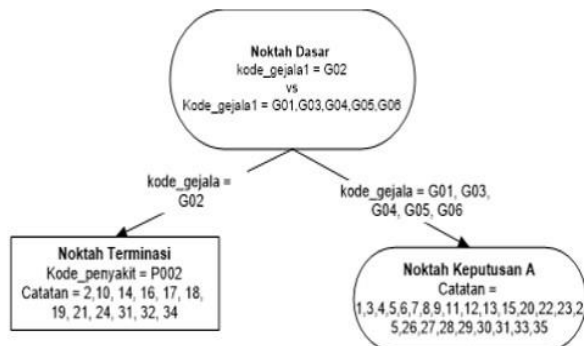 Noktah Dasar
kode_gejala1 = G02
vs
Kode_gejala1 = G01,G03,G04,G05,G06
kode_gejala =
G02
kode_gejala = G01, G03,
G04, G05, G06
Noktah Terminasi
Kode_penyakit = P002
Catatan = 2,10, 14, 16, 17, 18,
19, 21, 24, 31, 32, 34
Noktah Keputusan A
Catatan =
1,3,4,5,6,7,8,9,11,12,13,15,20,22,23,2
5,26,27,28,29,30,31,33,35